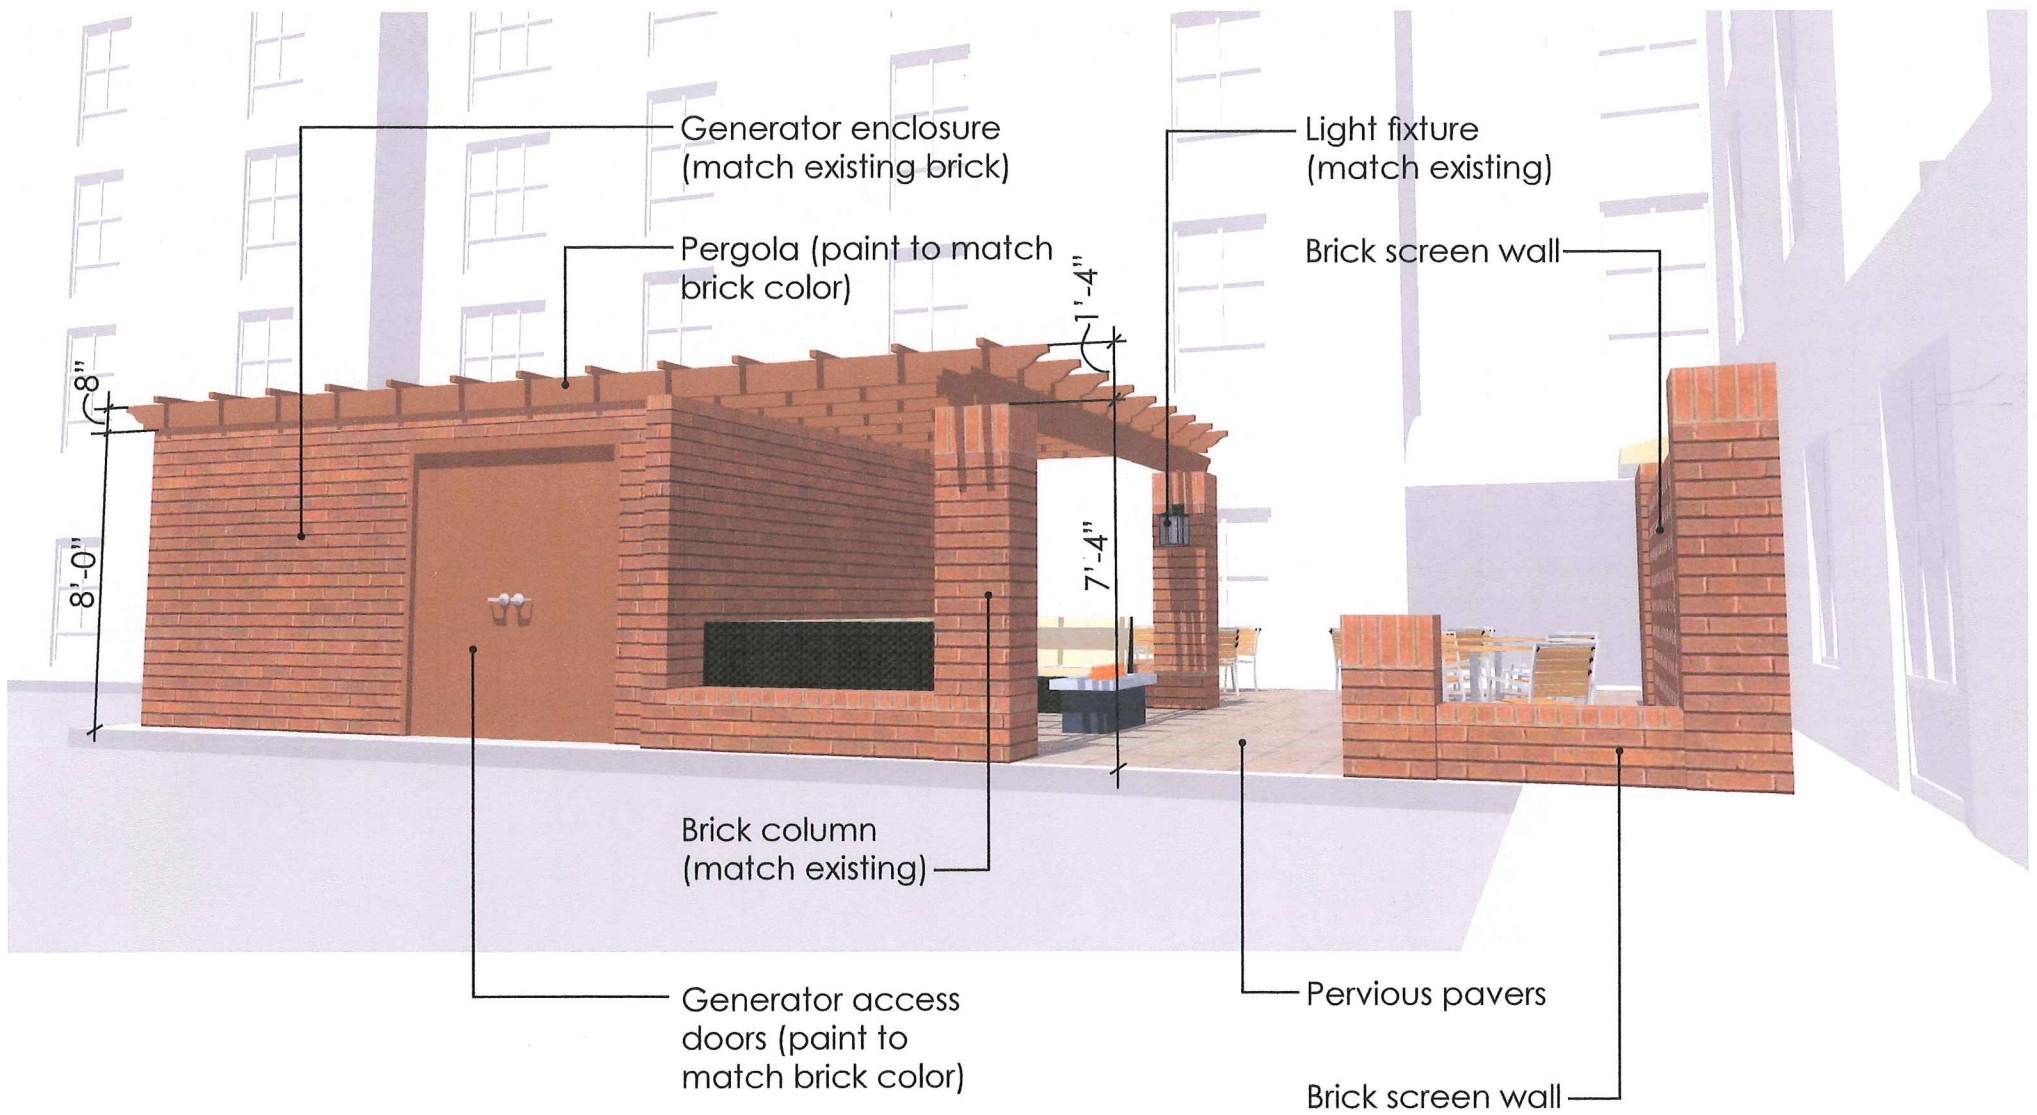 Generator enclosure
(match existing brick)
Light fixture
(match existing)
Pergola (paint to match
brick color)
Brick screen wall
1'-4"
8"
8'-0"
7'-4"
Brick column
(match existing)
Generator access
doors (paint to
match brick color)
Pervious pavers
Brick screen wall